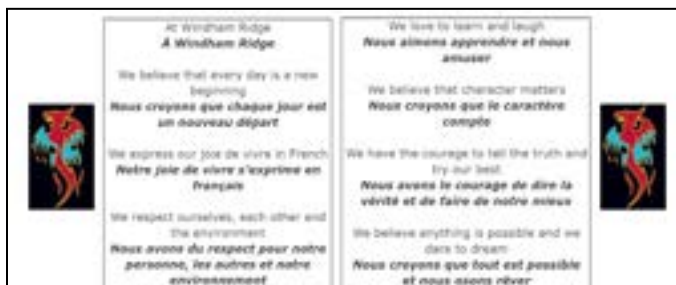 At Windham Ridge
À Windham Ridge
We believe that every day is a new
beginning
Nous croyons que chaque jour est
un nouveau départ
We express our joie de vivre in French
Notre joie de vivre s'exprime en
français
We respect ourselves, each other and
the environment
Nous avons du respect pour notre
personne, les autres et notre
environnement
We love to learn and laugh
Nous aimons apprendre et nous
amuser
We believe that character matters
Nous croyons que le caractère
compte
We have the courage to tell the truth and
try our best
Nous avons le courage de dire la
vérité et de faire de notre mieux
We believe anything is possible and we
dare to dream
Nous croyons que tout est possible
et nous osons rêver